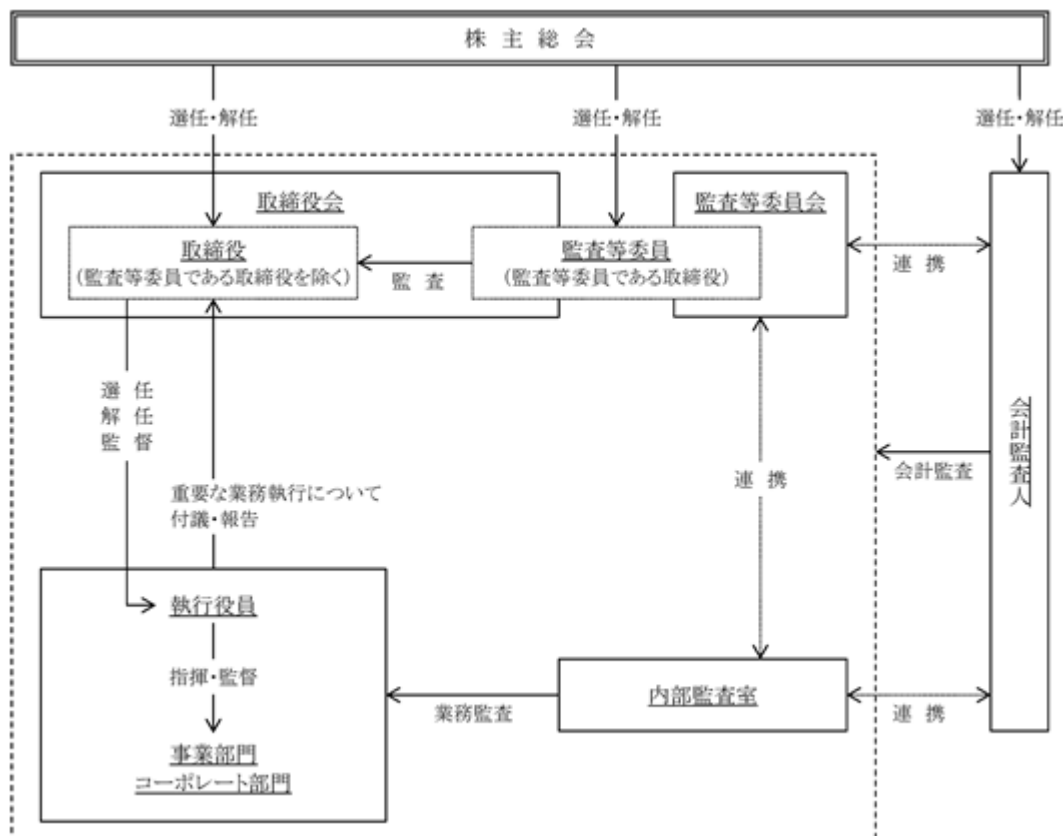 株主総会
選任・解任
選任・解任
選任・解任
取締役会
監査等委員会
取締役
(監査等委員である取締役を除く)
監査
監査等委員
(監査等委員である取締役)
連携
選任
解任
監督
重要な業務執行について
付議・報告
連携
会計監査
会計監査人
執行役員
指揮・監督
事業部門
コーポレート部門
業務監査
内部監査室
連携